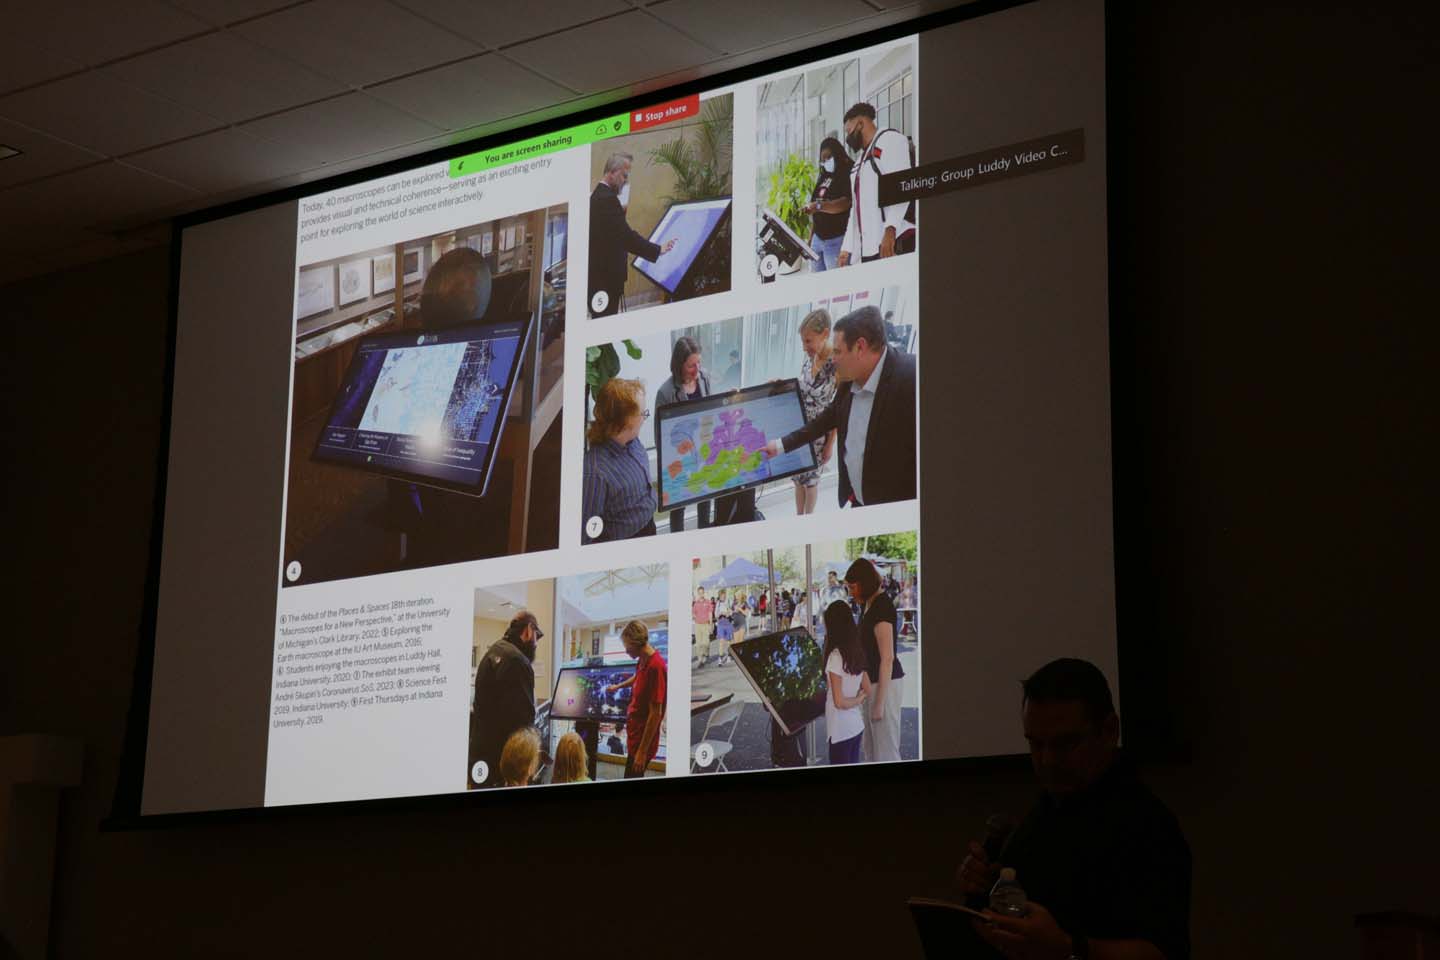 You are screen sharing
Stop share
Talking: Group Luddy Video C...
Today, 40 macroscopes can be explored
provides visual and technical coherence—serving as an exciting entry
point for exploring the world of science interactively.
5
6
7
4
8
9
④ The debut of the Places & Spaces 18th iteration,
"Macroscopes for a New Perspective," at the University
of Michigan's Clark Library, 2022; ⑤ Exploring the
Earth macroscope at the IU Art Museum, 2016;
⑥ Students enjoying the macroscopes in Luddy Hall,
Indiana University, 2020; ⑦ The exhibit team viewing
André Skupin's Coronavirus SoS, 2023; ⑧ Science Fest
2019, Indiana University; ⑨ First Thursdays at Indiana
University, 2019.